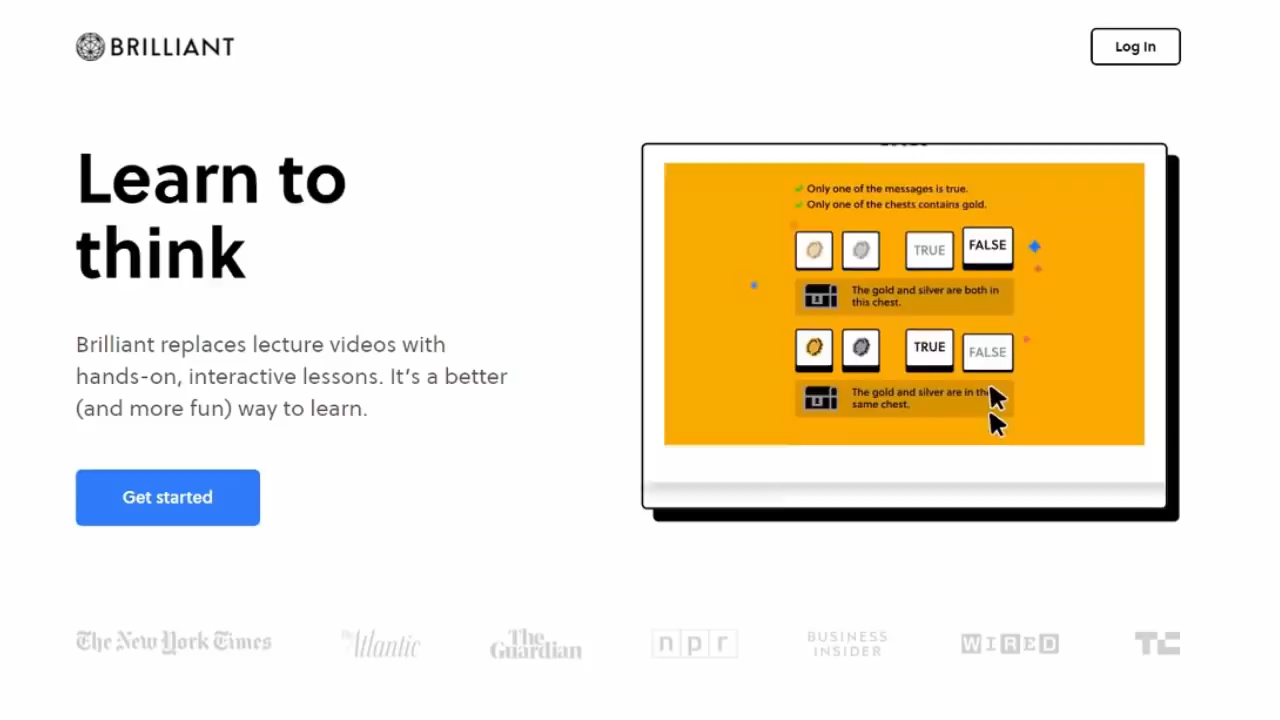 BRILLIANT
Log In
Learn to
think
Brilliant replaces lecture videos with
hands-on, interactive lessons. It’s a better
(and more fun) way to learn.
Get started
Only one of the messages is true.
Only one of the chests contains gold.
TRUE FALSE
The gold and silver are both in
this chest.
TRUE FALSE
The gold and silver are in the
same chest.
The New York Times
The Atlantic
The
Guardian
npr
BUSINESS
INSIDER
WIRED
TC